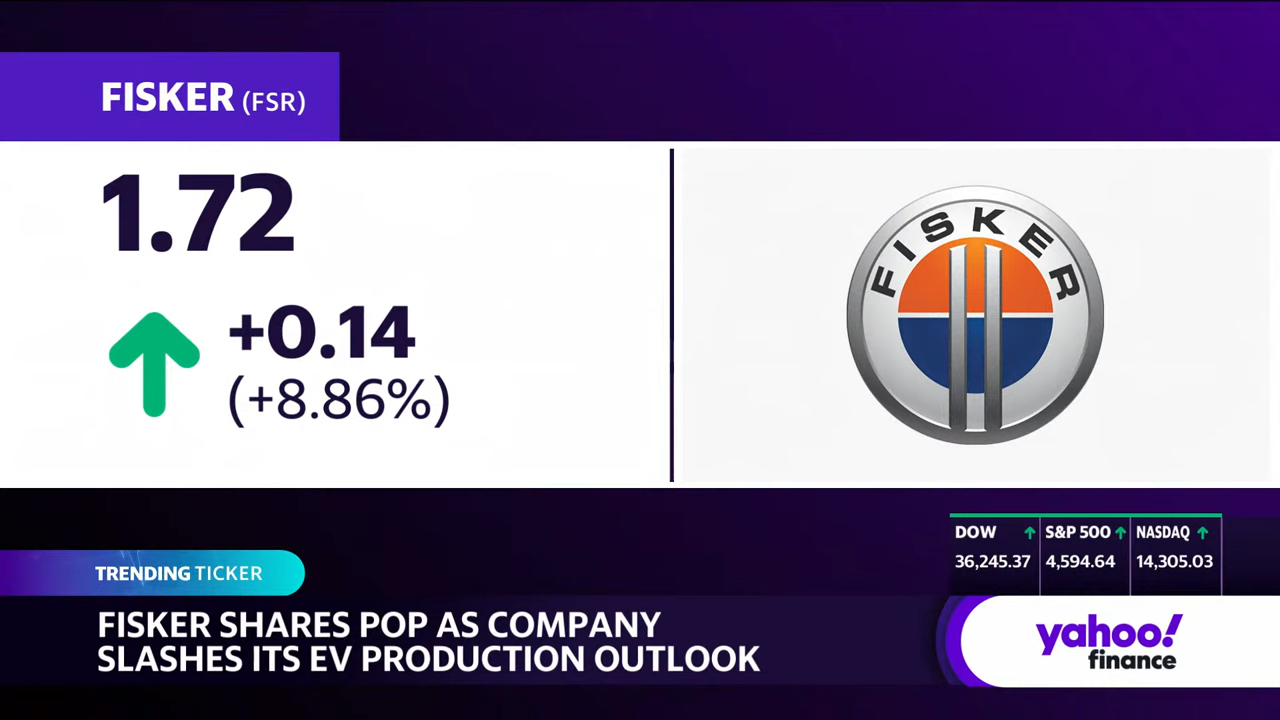 FISKER (FSR)
1.72
+0.14
(+8.86%)
FISKER
DOW
36,245.37
S&P 500
4,594.64
NASDAQ
14,305.03
TRENDING TICKER
FISKER SHARES POP AS COMPANY
SLASHES ITS EV PRODUCTION OUTLOOK
yahoo!
finance